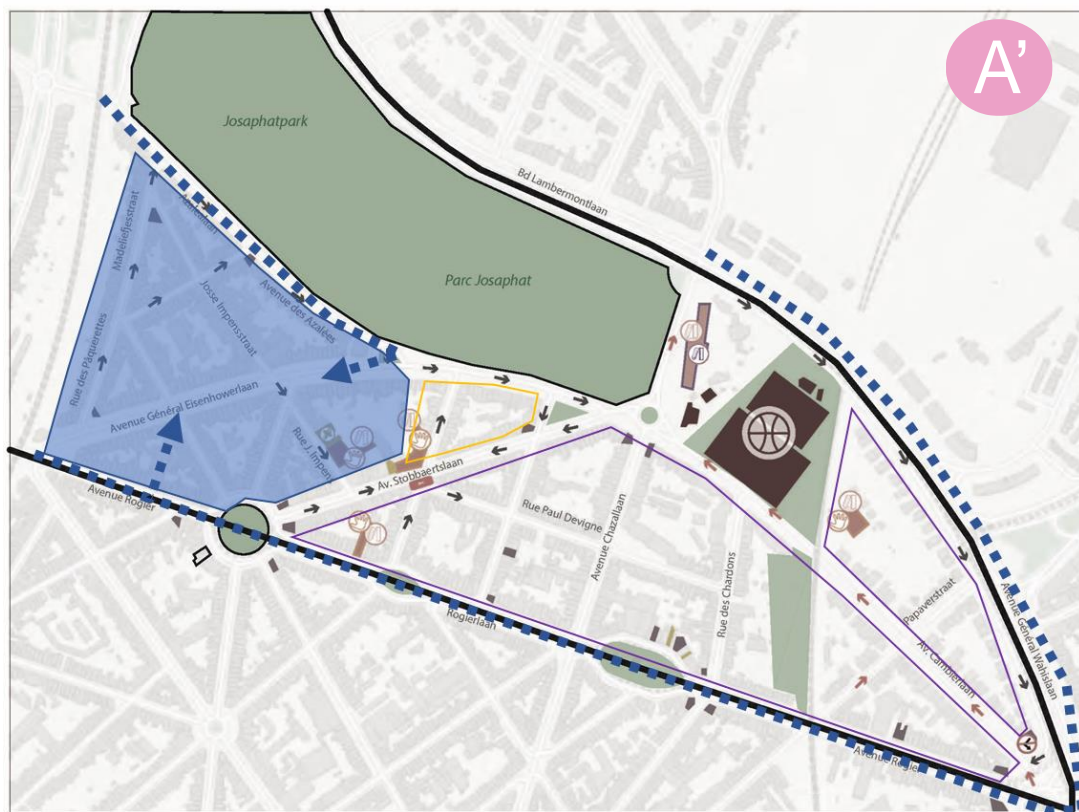 A'
Josaphatpark
Bd Lambermontlaan
Parc Josaphat
Madeliefjesstraat
Josse Impensstraat
Avenue des Azalées
Rue des Pâquerettes
Avenue Général Eisenhowerlaan
Rue J. Impens
Av. Stobbaertslaan
Avenue Rogier
Rue Paul Devigne
Avenue Chazallaan
Rue des Chardons
Rogierlaan
Papaverstraat
Av. Cambierlaan
Avenue Général Wahislaan
Avenue Rogier